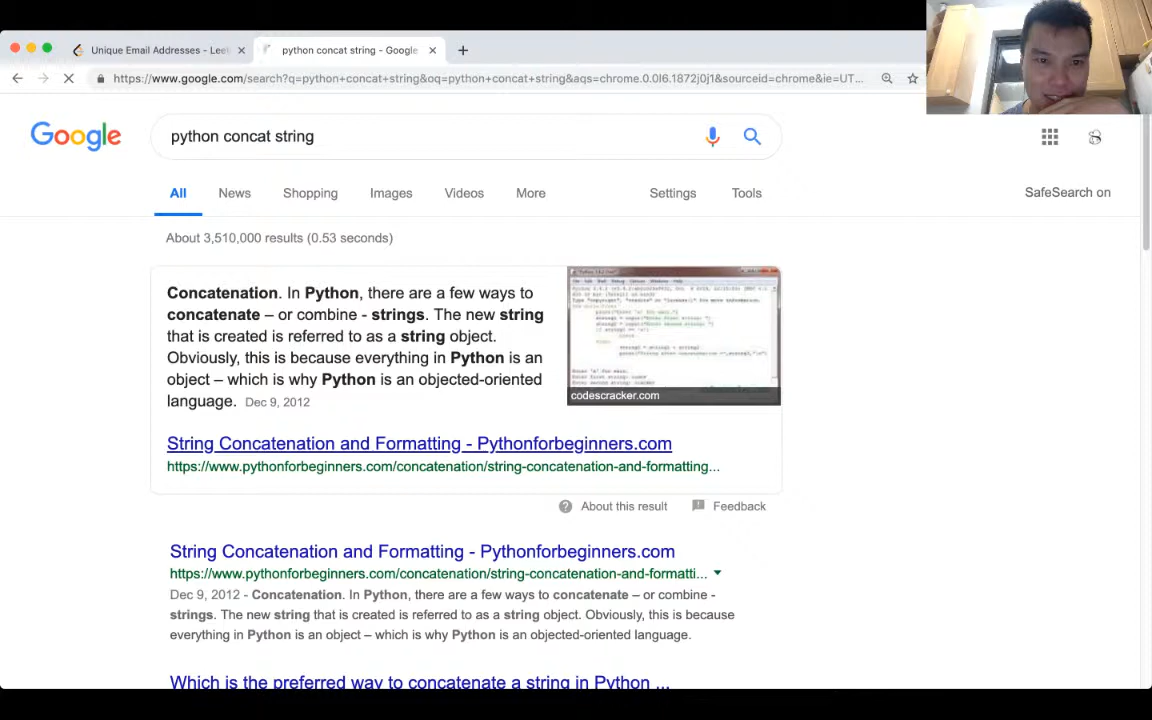 Unique Email Addresses - Leet
python concat string - Google
https://www.google.com/search?q=python+concat+string&oq=python+concat+string&aqs=chrome.0.0l6.1872j0j1&sourceid=chrome&ie=UT...
Google
python concat string
All News Shopping Images Videos More Settings Tools
SafeSearch on
About 3,510,000 results (0.53 seconds)
Concatenation. In Python, there are a few ways to
concatenate – or combine - strings. The new string
that is created is referred to as a string object.
Obviously, this is because everything in Python is an
object – which is why Python is an objected-oriented
language. Dec 9, 2012
codescracker.com
String Concatenation and Formatting - Pythonforbeginners.com
https://www.pythonforbeginners.com/concatenation/string-concatenation-and-formatting...
About this result Feedback
String Concatenation and Formatting - Pythonforbeginners.com
https://www.pythonforbeginners.com/concatenation/string-concatenation-and-formatti...
Dec 9, 2012 - Concatenation. In Python, there are a few ways to concatenate – or combine -
strings. The new string that is created is referred to as a string object. Obviously, this is because
everything in Python is an object – which is why Python is an objected-oriented language.
Which is the preferred way to concatenate a string in Python ...